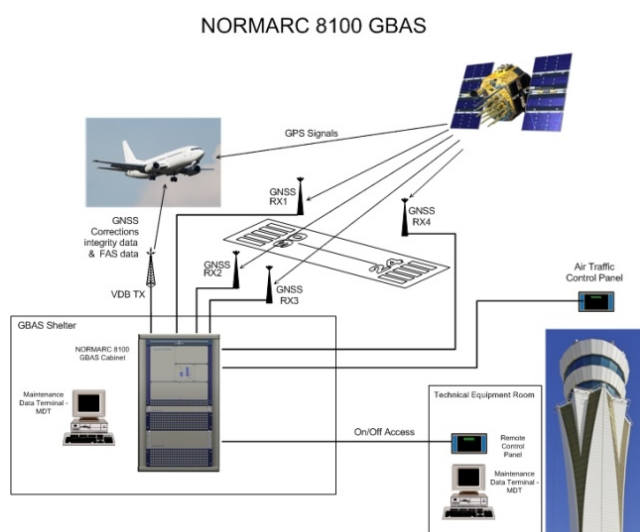 NORMARC 8100 GBAS
GPS Signals
GNSS
RX1
GNSS
RX4
GNSS
Corrections
integrity data
& FAS data
GNSS
RX2
GNSS
RX3
VDB TX
24
Air Traffic
Control Panel
GBAS Shelter
NORMARC 8100
GBAS Cabinet
Maintenance
Data Terminal -
MDT
Technical Equipment Room
On/Off Access
Remote
Control
Panel
Maintenance
Data Terminal -
MDT